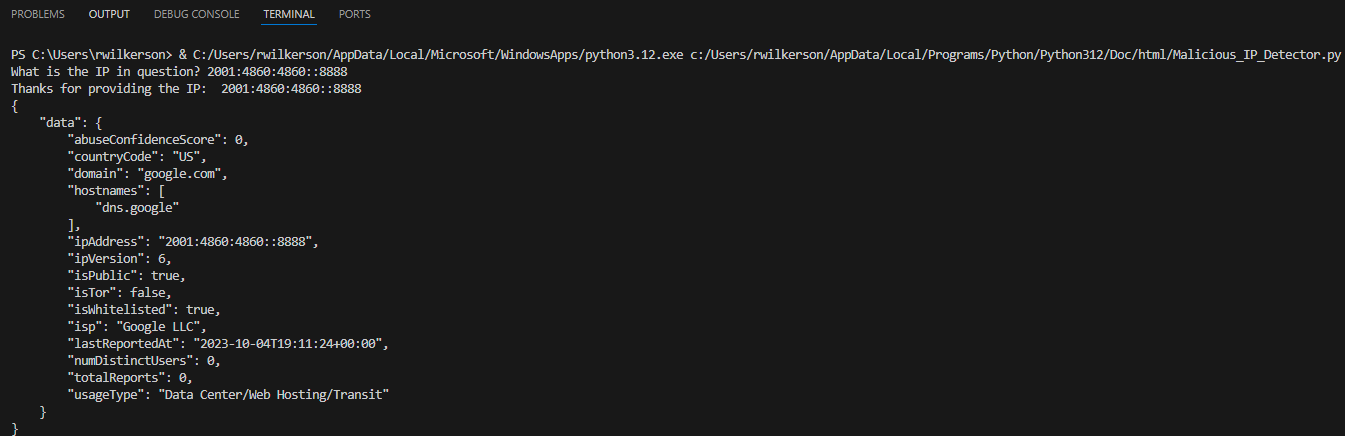 PROBLEMS OUTPUT DEBUG CONSOLE TERMINAL PORTS
PS C:\Users\rwilkerson> & C:/Users/rwilkerson/AppData/Local/Microsoft/WindowsApps/python3.12.exe c:/Users/rwilkerson/AppData/Local/Programs/Python/Python312/Doc/html/Malicious_IP_Detector.py
What is the IP in question? 2001:4860:4860::8888
Thanks for providing the IP:  2001:4860:4860::8888
{
    "data": {
        "abuseConfidenceScore": 0,
        "countryCode": "US",
        "domain": "google.com",
        "hostnames": [
            "dns.google"
        ],
        "ipAddress": "2001:4860:4860::8888",
        "ipVersion": 6,
        "isPublic": true,
        "isTor": false,
        "isWhitelisted": true,
        "isp": "Google LLC",
        "lastReportedAt": "2023-10-04T19:11:24+00:00",
        "numDistinctUsers": 0,
        "totalReports": 0,
        "usageType": "Data Center/Web Hosting/Transit"
    }
}